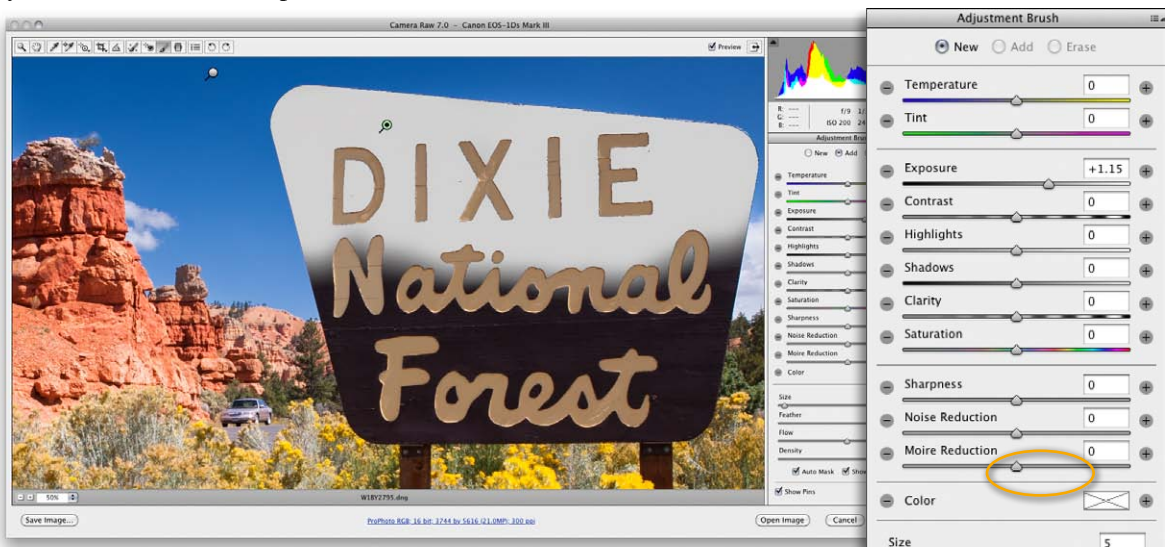 Camera Raw 7.0 – Canon EOS-1Ds Mark III
Preview
DIXIE
National
Forest
R: ---
G: ---
B: ---
f/9
ISO 200
New Add
Temperature
Tint
Exposure
Contrast
Highlights
Shadows
Clarity
Saturation
Sharpness
Noise Reduction
Moire Reduction
Color
Size
Feather
Flow
Density
Auto Mask
Show Pins
50%
W1BY2795.dng
Save Image...
ProPhoto RGB; 16 bit; 3744 by 5616 (21.0MP); 300 ppi
Open Image Cancel
Adjustment Brush
New Add Erase
Temperature 0
Tint 0
Exposure +1.15
Contrast 0
Highlights 0
Shadows 0
Clarity 0
Saturation 0
Sharpness 0
Noise Reduction 0
Moire Reduction 0
Color
Size 5